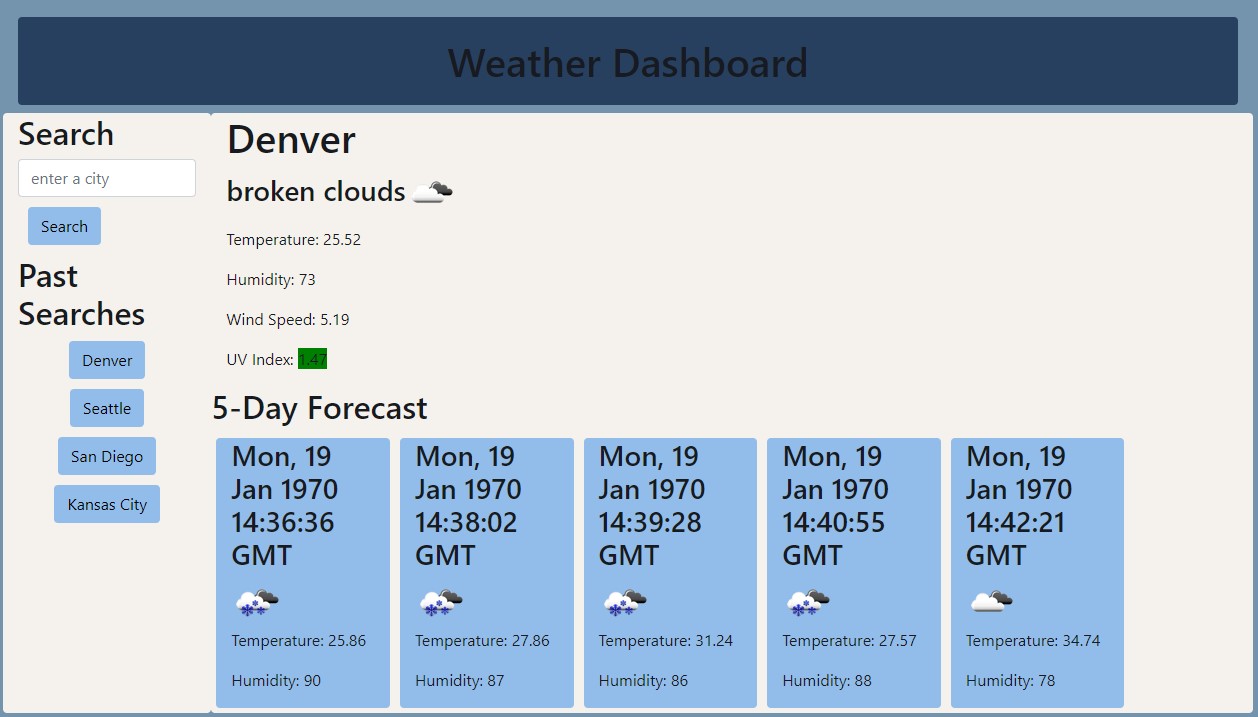 Weather Dashboard
Search
enter a city
Search
Past
Searches
Denver
Seattle
San Diego
Kansas City
Denver
broken clouds
Temperature: 25.52
Humidity: 73
Wind Speed: 5.19
UV Index: 1.47
5-Day Forecast
Mon, 19
Jan 1970
14:36:36
GMT
Temperature: 25.86
Humidity: 90
Mon, 19
Jan 1970
14:38:02
GMT
Temperature: 27.86
Humidity: 87
Mon, 19
Jan 1970
14:39:28
GMT
Temperature: 31.24
Humidity: 86
Mon, 19
Jan 1970
14:40:55
GMT
Temperature: 27.57
Humidity: 88
Mon, 19
Jan 1970
14:42:21
GMT
Temperature: 34.74
Humidity: 78